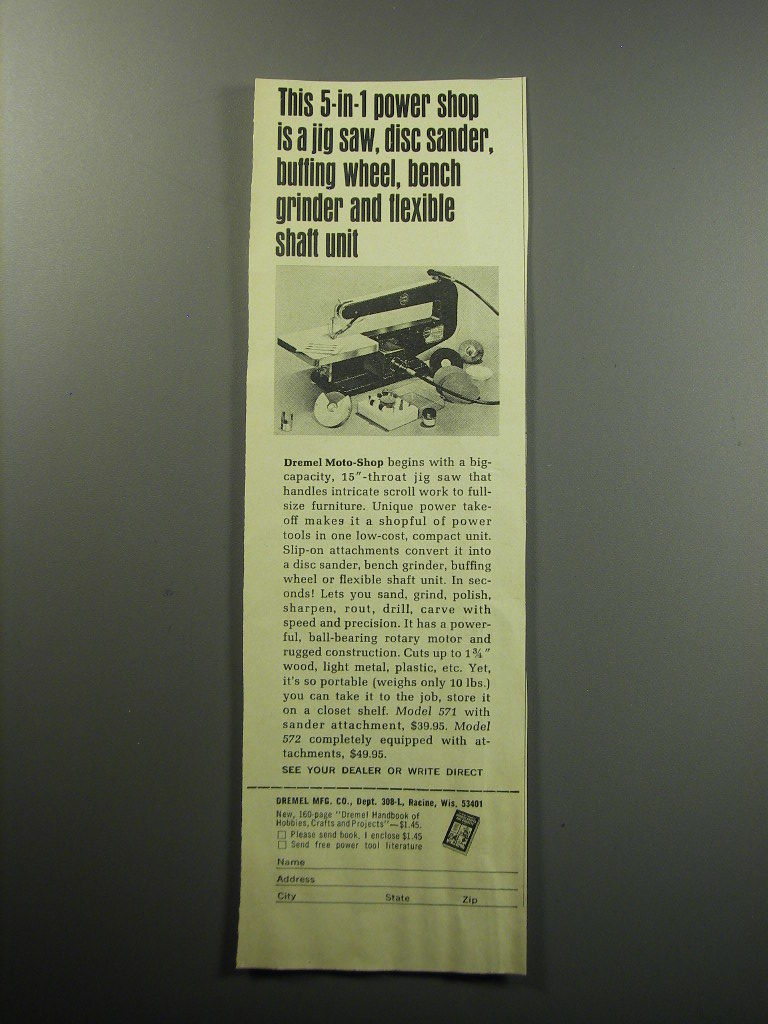 This 5-in-1 power shop
is a jig saw, disc sander,
buffing wheel, bench
grinder and flexible
shaft unit
Dremel Moto-Shop begins with a big-
capacity, 15"-throat jig saw that
handles intricate scroll work to full-
size furniture. Unique power take-
off makes it a shopful of power
tools in one low-cost, compact unit.
Slip-on attachments convert it into
a disc sander, bench grinder, buffing
wheel or flexible shaft unit. In sec-
onds! Lets you sand, grind, polish,
sharpen, rout, drill, carve with
speed and precision. It has a power-
ful, ball-bearing rotary motor and
rugged construction. Cuts up to 1¾"
wood, light metal, plastic, etc. Yet,
it's so portable (weighs only 10 lbs.)
you can take it to the job, store it
on a closet shelf. Model 571 with
sander attachment, $39.95. Model
572 completely equipped with at-
tachments, $49.95.
SEE YOUR DEALER OR WRITE DIRECT
DREMEL MFG. CO., Dept. 308-L, Racine, Wis. 53401
New, 160-page "Dremel Handbook of
Hobbies, Crafts and Projects"—$1.45.
Please send book. I enclose $1.45
Send free power tool literature
Name
Address
City State Zip